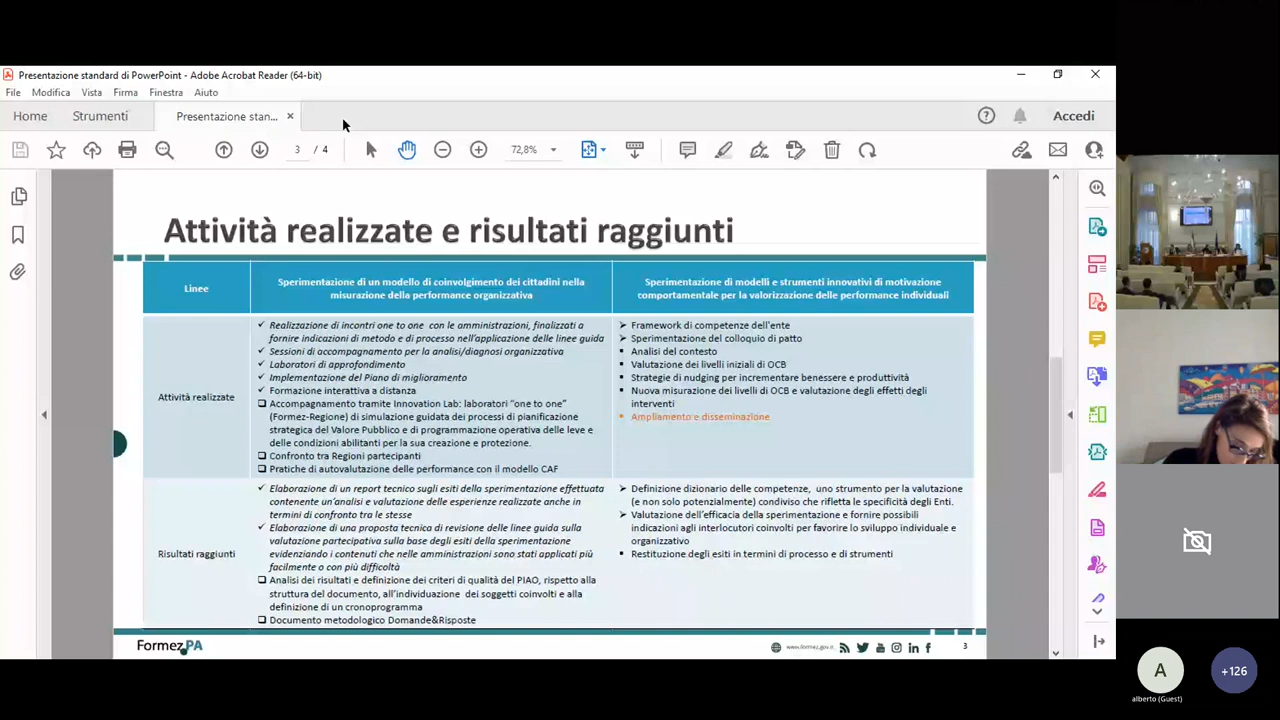 Presentazione standard di PowerPoint - Adobe Acrobat Reader (64-bit)
File Modifica Vista Firma Finestra Aiuto
Home Strumenti Presentazione stan... × Accedi
3 / 4 72,8%
Attività realizzate e risultati raggiunti
Linee
Sperimentazione di un modello di coinvolgimento dei cittadini nella
misurazione della performance organizzativa
Sperimentazione di modelli e strumenti innovativi di motivazione
comportamentale per la valorizzazione delle performance individuali
Attività realizzate
✓ Realizzazione di incontri one to one con le amministrazioni, finalizzati a
fornire indicazioni di metodo e di processo nell'applicazione delle linee guida
✓ Sessioni di accompagnamento per la analisi/diagnosi organizzativa
✓ Laboratori di approfondimento
✓ Implementazione del Piano di miglioramento
✓ Formazione interattiva a distanza
❑ Accompagnamento tramite Innovation Lab: laboratori "one to one"
(Formez-Regione) di simulazione guidata dei processi di pianificazione
strategica del Valore Pubblico e di programmazione operativa delle leve e
delle condizioni abilitanti per la sua creazione e protezione.
❑ Confronto tra Regioni partecipanti
❑ Pratiche di autovalutazione delle performance con il modello CAF
➢ Framework di competenze dell'ente
➢ Sperimentazione del colloquio di patto
▪ Analisi del contesto
▪ Valutazione dei livelli iniziali di OCB
▪ Strategie di nudging per incrementare benessere e produttività
▪ Nuova misurazione dei livelli di OCB e valutazione degli effetti degli
interventi
▪ Ampliamento e disseminazione
Risultati raggiunti
✓ Elaborazione di un report tecnico sugli esiti della sperimentazione effettuata
contenente un'analisi e valutazione delle esperienze realizzate anche in
termini di confronto tra le stesse
✓ Elaborazione di una proposta tecnica di revisione delle linee guida sulla
valutazione partecipativa sulla base degli esiti della sperimentazione
evidenziando i contenuti che nelle amministrazioni sono stati applicati più
facilmente o con più difficoltà
❑ Analisi dei risultati e definizione dei criteri di qualità del PIAO, rispetto alla
struttura del documento, all'individuazione dei soggetti coinvolti e alla
definizione di un cronoprogramma
❑ Documento metodologico Domande&Risposte
➢ Definizione dizionario delle competenze, uno strumento per la valutazione
(e non solo potenzialmente) condiviso che rifletta le specificità degli Enti.
➢ Valutazione dell'efficacia della sperimentazione e fornire possibili
indicazioni agli interlocutori coinvolti per favorire lo sviluppo individuale e
organizzativo
▪ Restituzione degli esiti in termini di processo e di strumenti
Formez PA
www.formez.gov.it
3
A
alberto (Guest)
+126